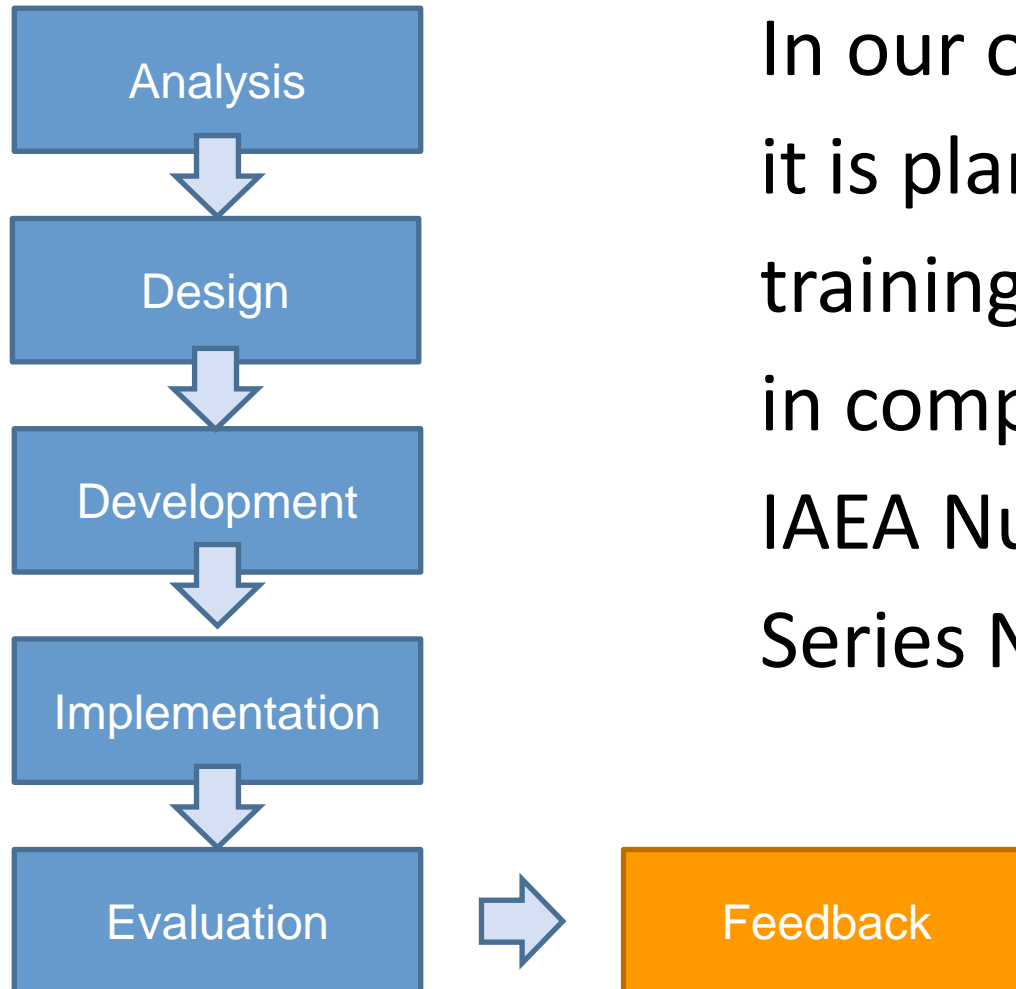 Analysis
Design
Development
Implementation
Evaluation
Feedback
In our
it is
training
in
IAEA
Series